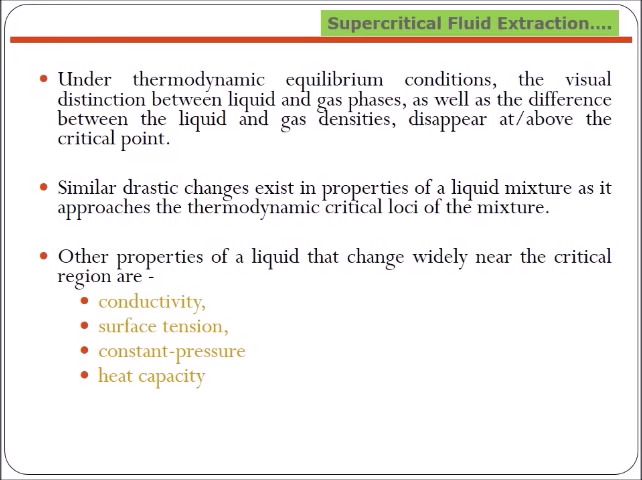 Supercritical Fluid Extraction....
• Under thermodynamic equilibrium conditions, the visual
distinction between liquid and gas phases, as well as the difference
between the liquid and gas densities, disappear at/above the
critical point.
• Similar drastic changes exist in properties of a liquid mixture as it
approaches the thermodynamic critical loci of the mixture.
• Other properties of a liquid that change widely near the critical
region are -
• conductivity,
• surface tension,
• constant-pressure
• heat capacity